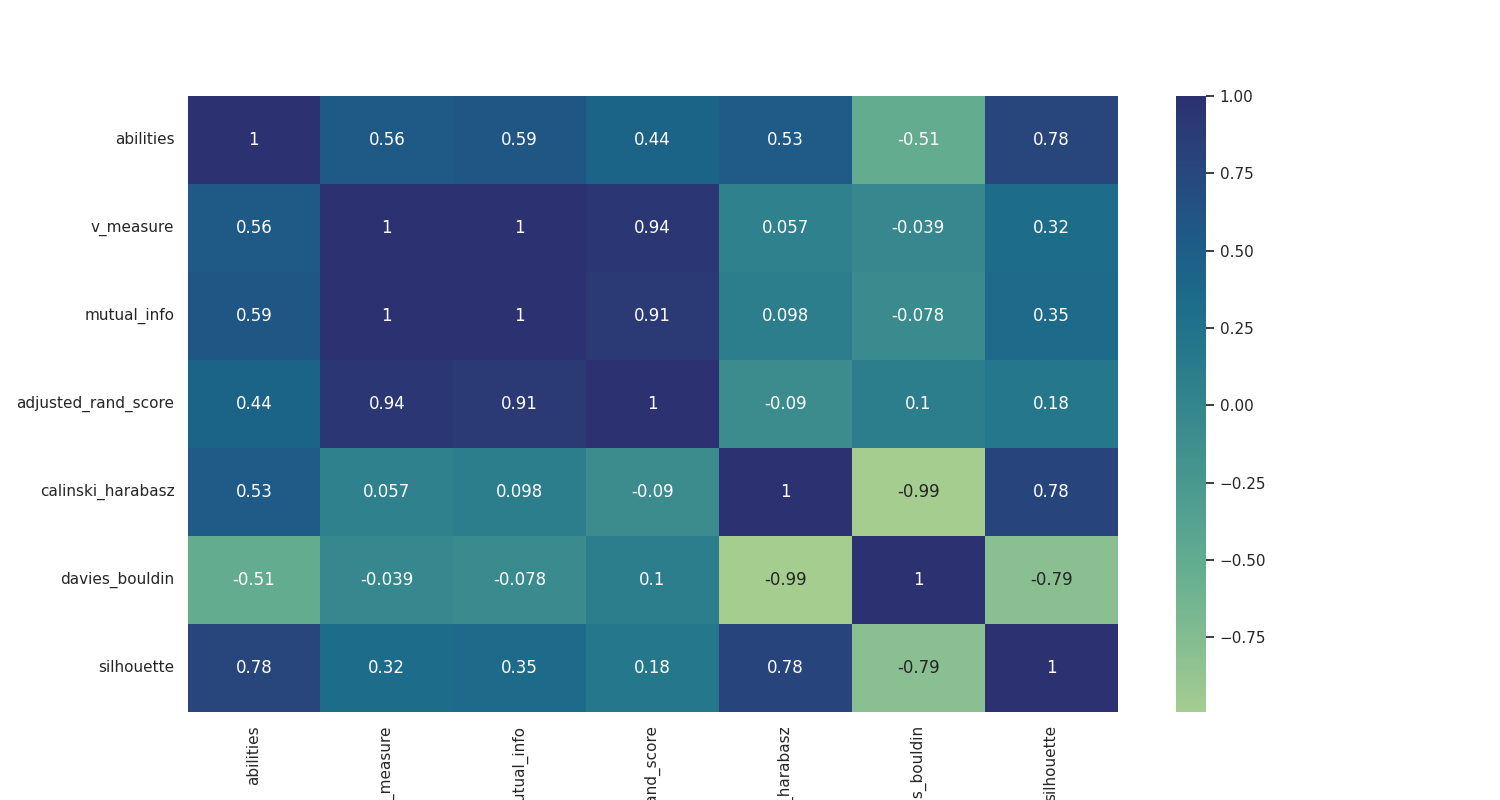 abilities 1 0.56 0.59 0.44 0.53 -0.51 0.78
v_measure 0.56 1 1 0.94 0.057 -0.039 0.32
mutual_info 0.59 1 1 0.91 0.098 -0.078 0.35
adjusted_rand_score 0.44 0.94 0.91 1 -0.09 0.1 0.18
calinski_harabasz 0.53 0.057 0.098 -0.09 1 -0.99 0.78
davies_bouldin -0.51 -0.039 -0.078 0.1 -0.99 1 -0.79
silhouette 0.78 0.32 0.35 0.18 0.78 -0.79 1
abilities
_measure
utual_info
and_score
_harabasz
s_bouldin
silhouette
1.00
0.75
0.50
0.25
0.00
−0.25
−0.50
−0.75